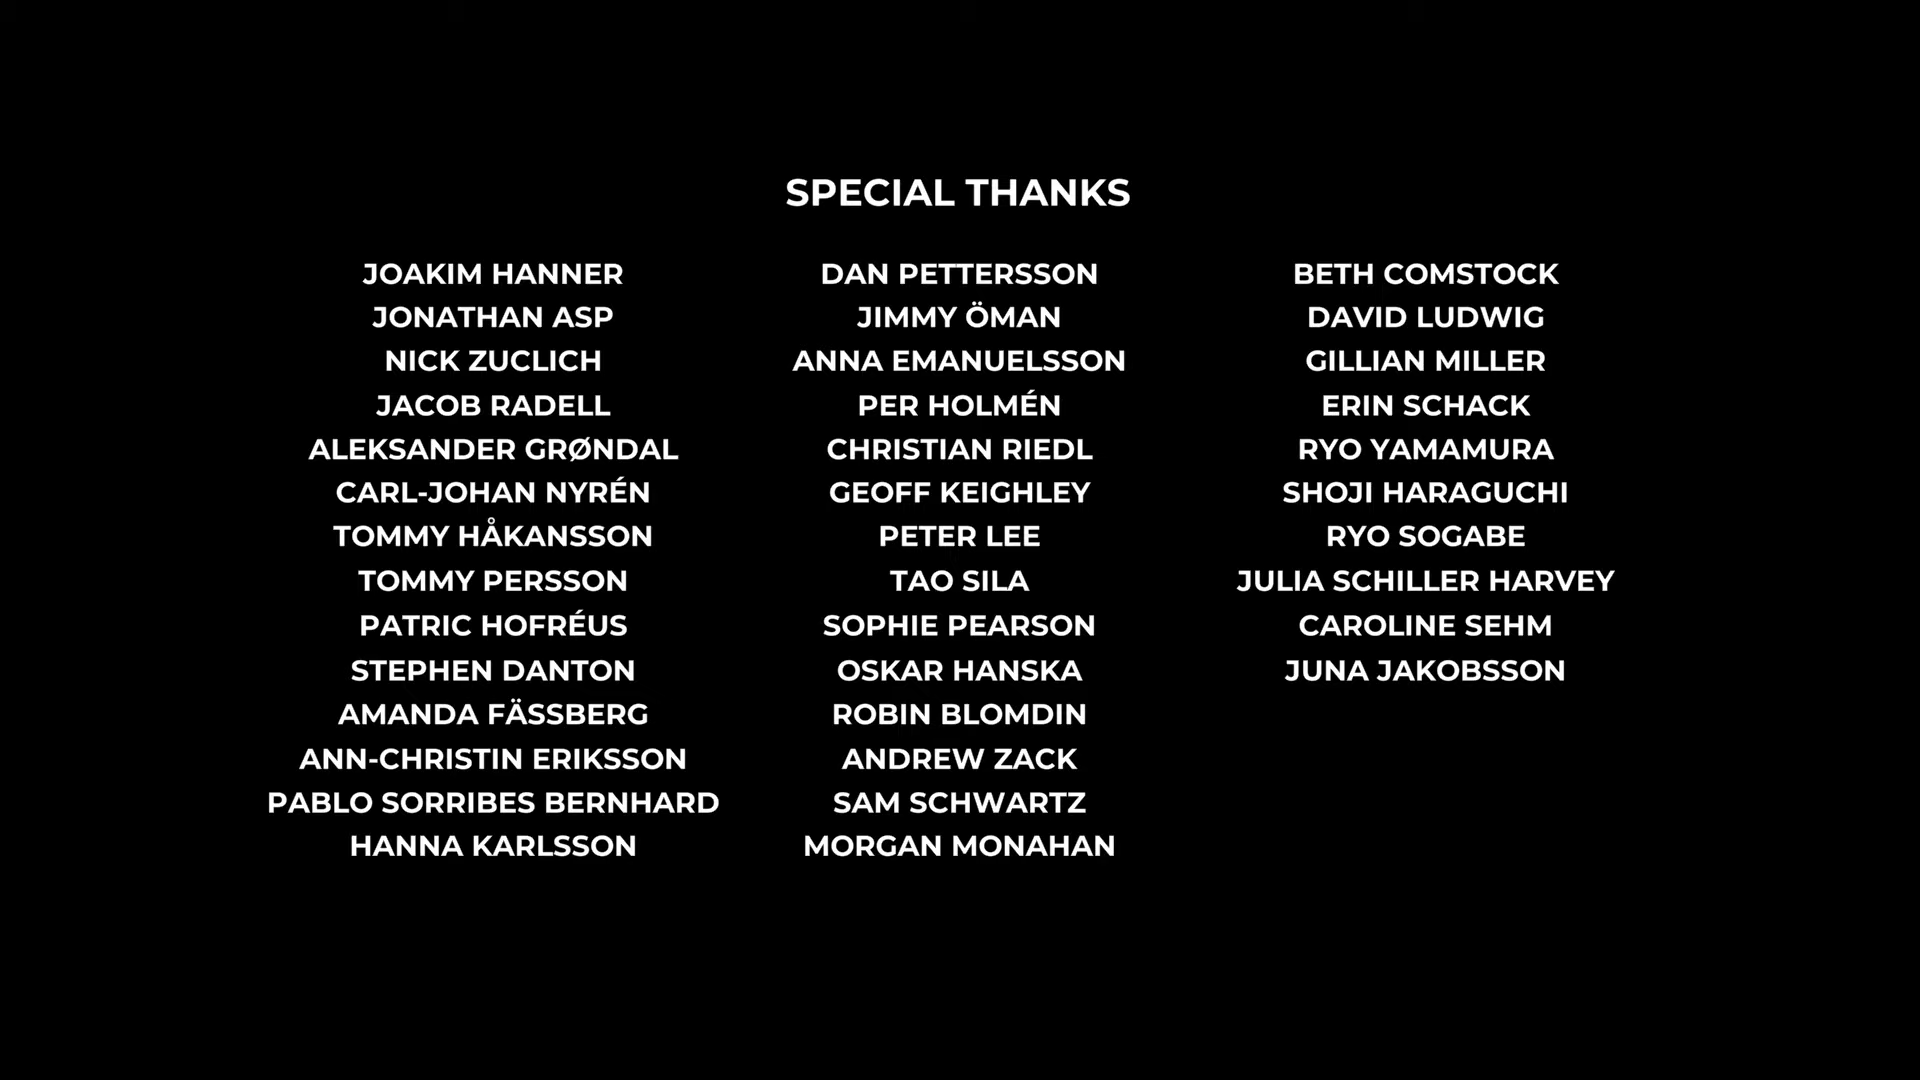 SPECIAL THANKS
JOAKIM HANNER
JONATHAN ASP
NICK ZUCLICH
JACOB RADELL
ALEKSANDER GRØNDAL
CARL-JOHAN NYRÉN
TOMMY HÅKANSSON
TOMMY PERSSON
PATRIC HOFRÉUS
STEPHEN DANTON
AMANDA FÄSSBERG
ANN-CHRISTIN ERIKSSON
PABLO SORRIBES BERNHARD
HANNA KARLSSON
DAN PETTERSSON
JIMMY ÖMAN
ANNA EMANUELSSON
PER HOLMÉN
CHRISTIAN RIEDL
GEOFF KEIGHLEY
PETER LEE
TAO SILA
SOPHIE PEARSON
OSKAR HANSKA
ROBIN BLOMDIN
ANDREW ZACK
SAM SCHWARTZ
MORGAN MONAHAN
BETH COMSTOCK
DAVID LUDWIG
GILLIAN MILLER
ERIN SCHACK
RYO YAMAMURA
SHOJI HARAGUCHI
RYO SOGABE
JULIA SCHILLER HARVEY
CAROLINE SEHM
JUNA JAKOBSSON